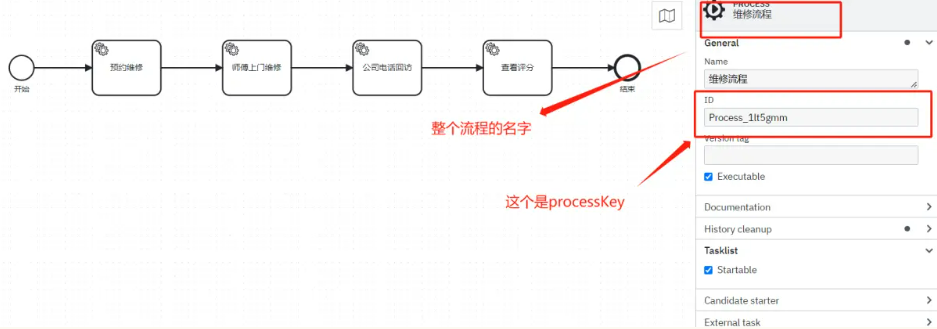 PROCESS
维修流程
General
Name
维修流程
ID
Process_1lt5gmm
Version tag
Executable
Documentation
History cleanup
Tasklist
Startable
Candidate starter
External task
开始
预约维修
师傅上门维修
公司电话回访
查看评分
结束
整个流程的名字
这个是processKey